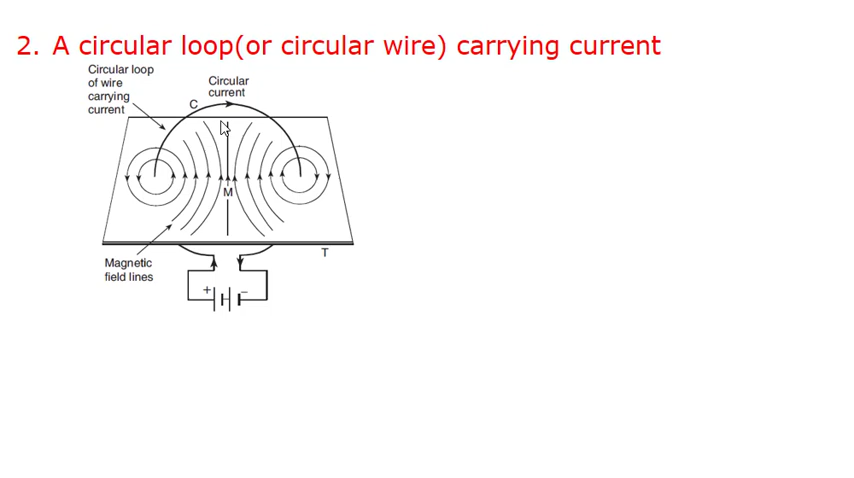 2. A circular loop(or circular wire) carrying current
Circular loop
of wire
carrying
current
Circular
current
C
M
T
Magnetic
field lines
+
−